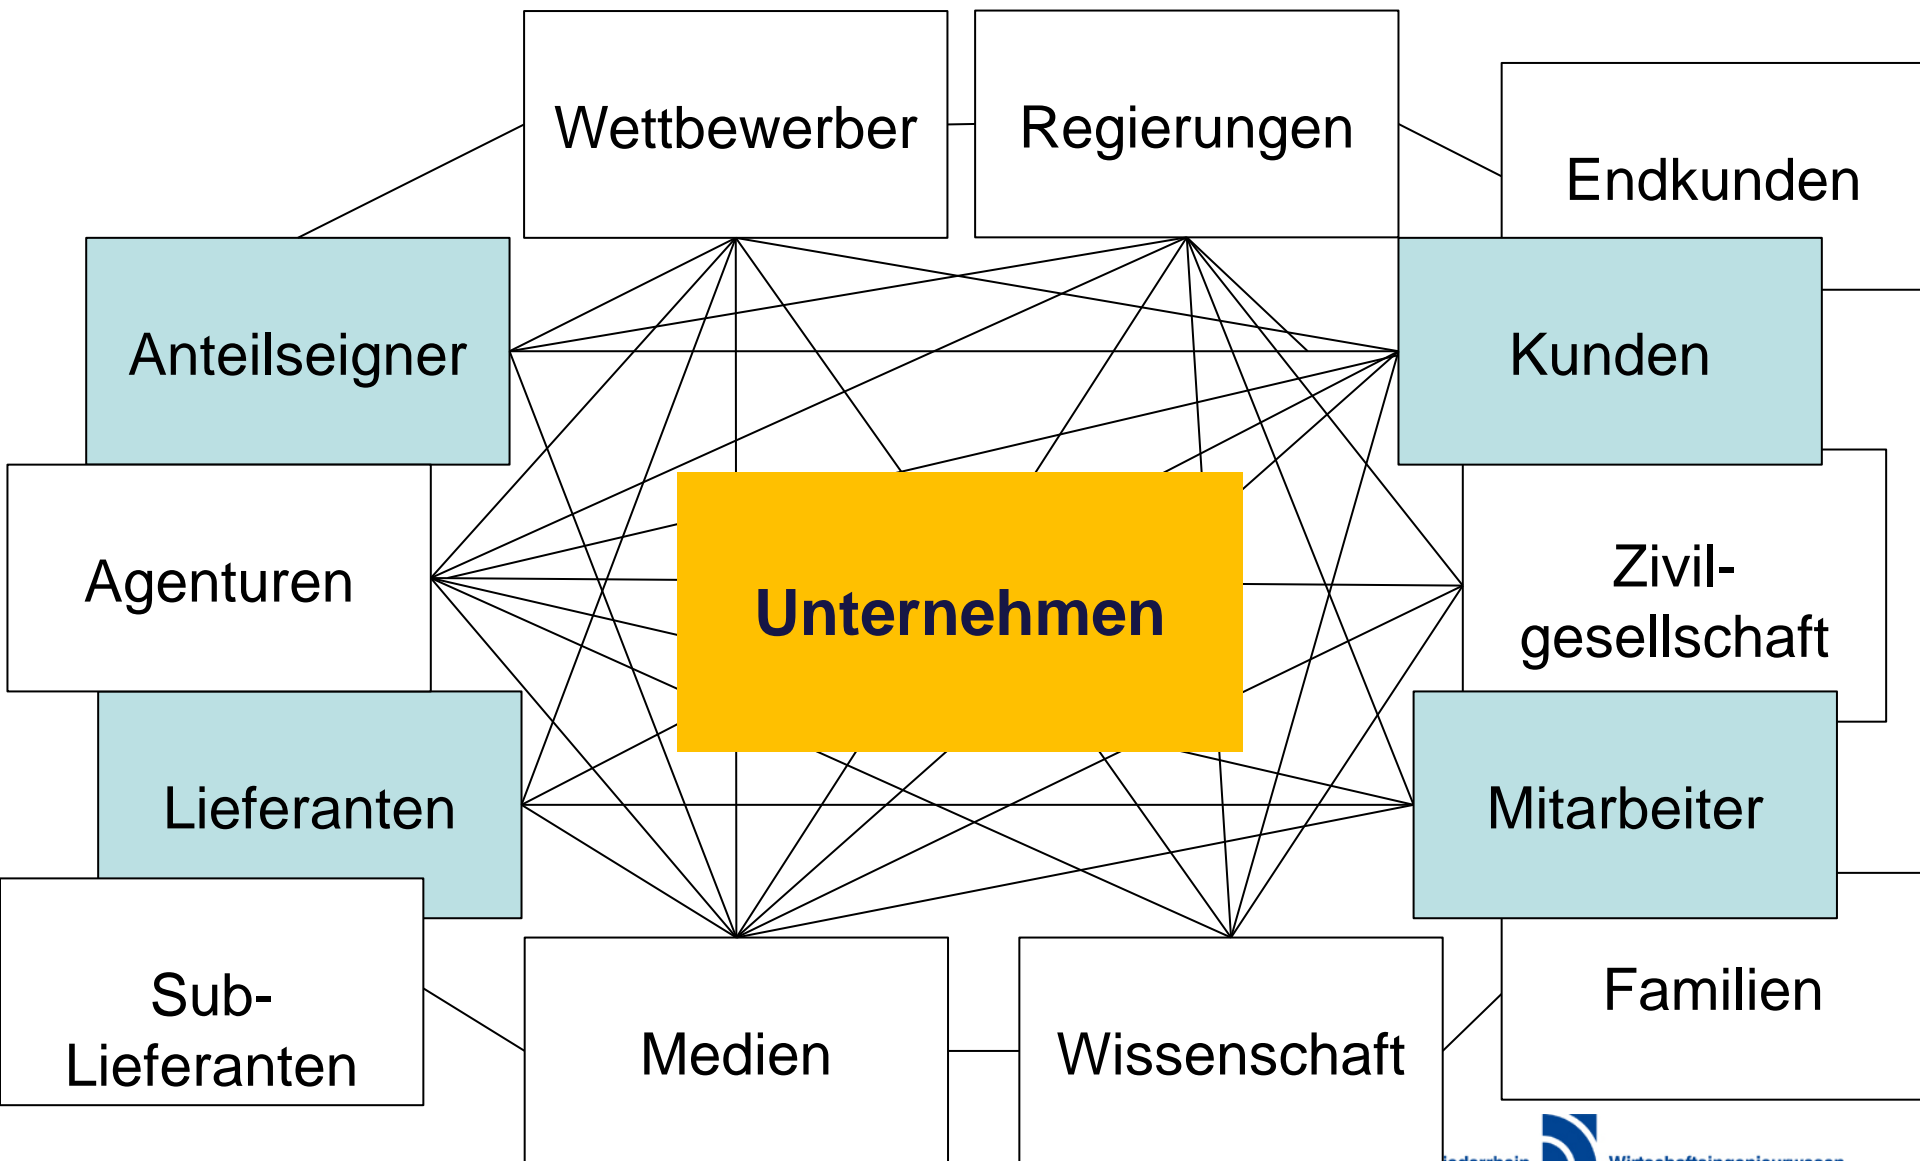 Wettbewerber
Regierungen
Endkunden
Anteilseigner
Kunden
Agenturen
Unternehmen
Zivil-
gesellschaft
Lieferanten
Mitarbeiter
Sub-
Lieferanten
Medien
Wissenschaft
Familien